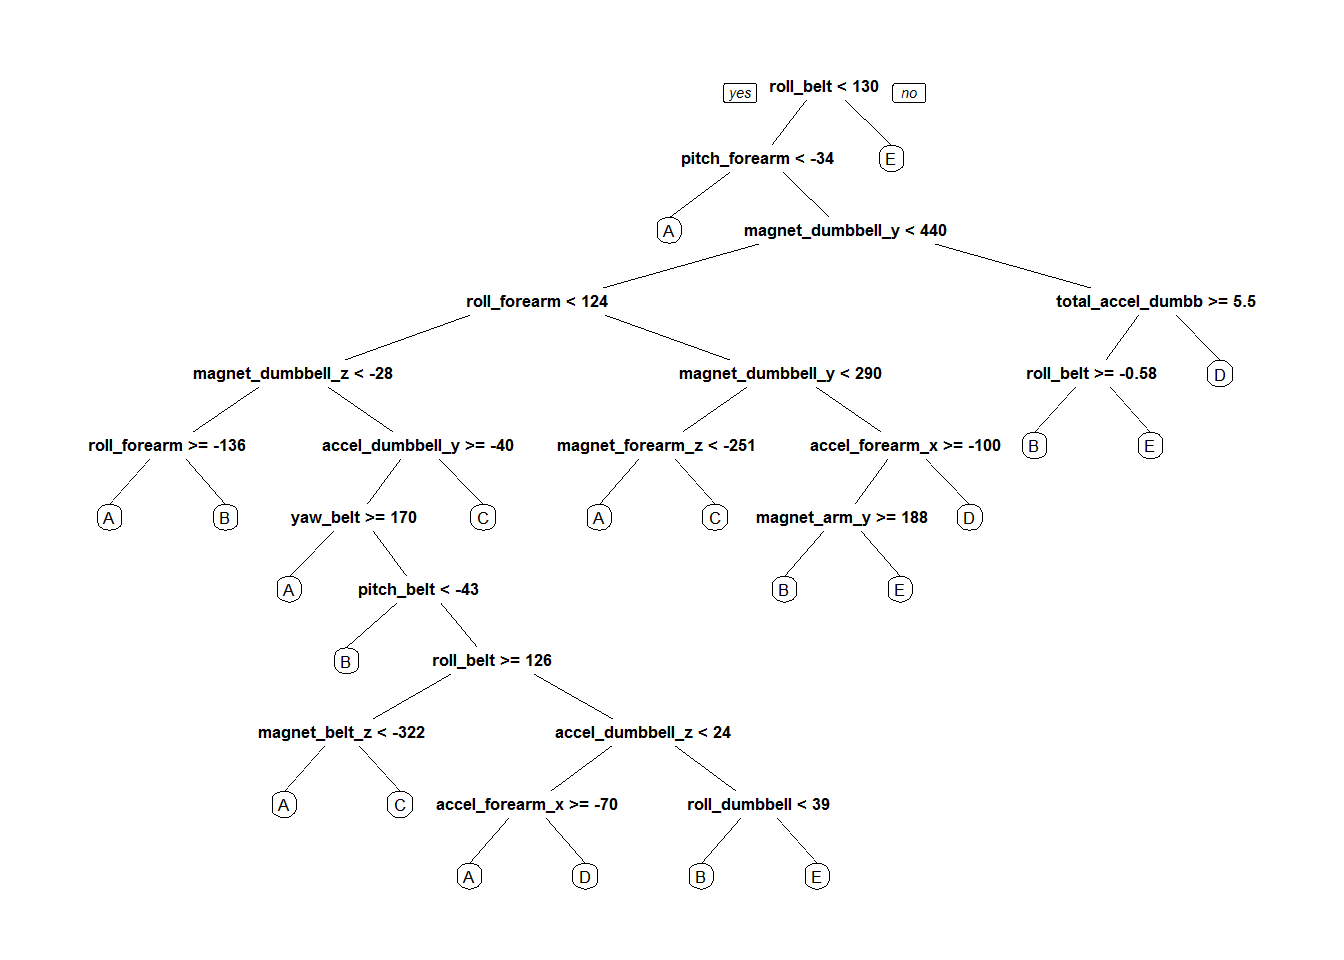 yes roll_belt < 130 no
pitch_forearm < -34 E
A magnet_dumbbell_y < 440
roll_forearm < 124 total_accel_dumbb >= 5.5
magnet_dumbbell_z < -28 magnet_dumbbell_y < 290 roll_belt >= -0.58 D
roll_forearm >= -136 accel_dumbbell_y >= -40 magnet_forearm_z < -251 accel_forearm_x >= -100 B E
A B yaw_belt >= 170 C A C magnet_arm_y >= 188 D
A pitch_belt < -43 B E
B roll_belt >= 126
magnet_belt_z < -322 accel_dumbbell_z < 24
A C accel_forearm_x >= -70 roll_dumbbell < 39
A D B E